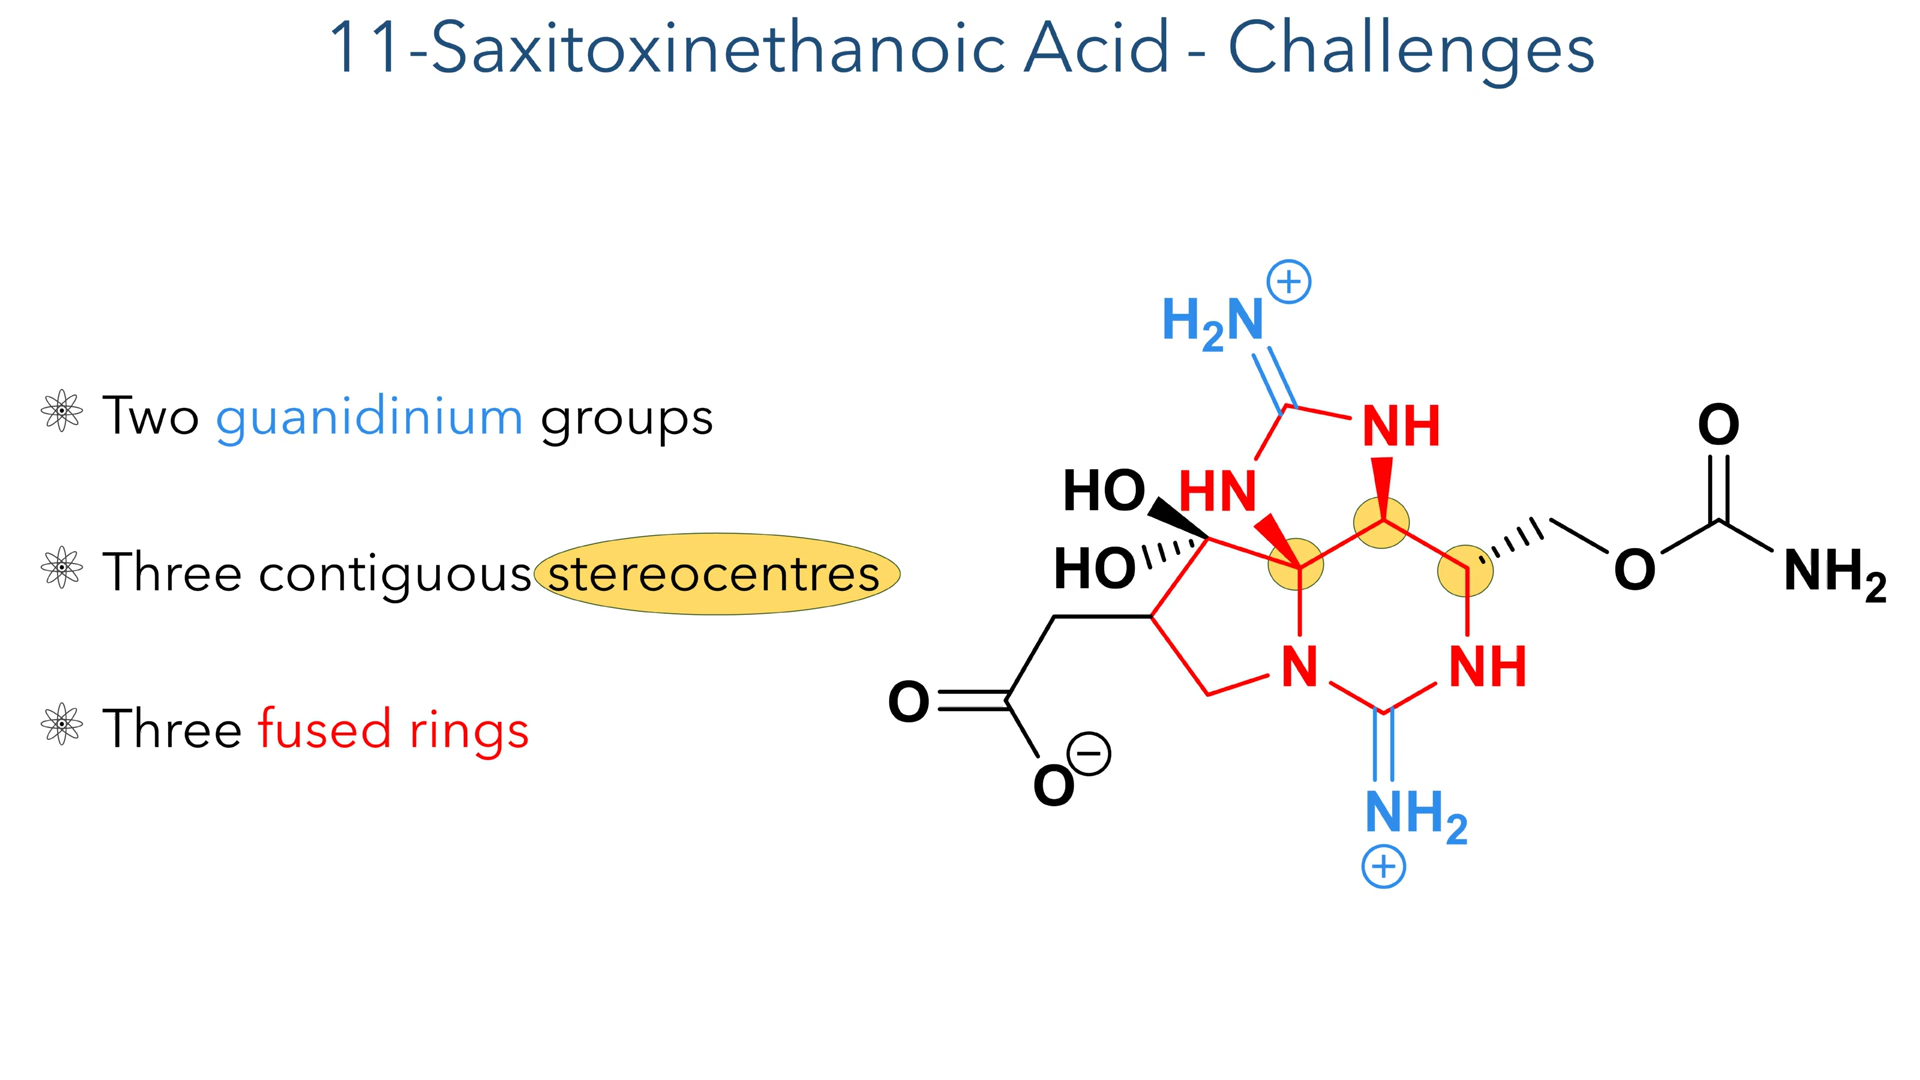 11-Saxitoxinethanoic Acid - Challenges
Two guanidinium groups
Three contiguous stereocentres
Three fused rings
H₂N
+
NH
HO
HN
HO
O
O
NH₂
N
NH
O
O
−
NH₂
+